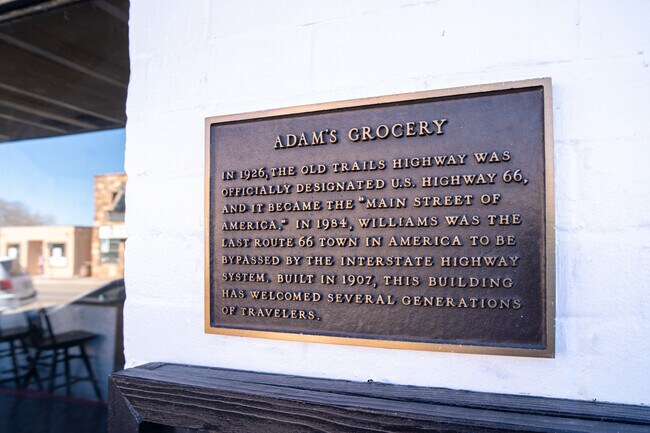 ADAM'S GROCERY
IN 1926, THE OLD TRAILS HIGHWAY WAS
OFFICIALLY DESIGNATED U.S. HIGHWAY 66,
AND IT BECAME THE "MAIN STREET OF
AMERICA." IN 1984, WILLIAMS WAS THE
LAST ROUTE 66 TOWN IN AMERICA TO BE
BYPASSED BY THE INTERSTATE HIGHWAY
SYSTEM. BUILT IN 1907, THIS BUILDING
HAS WELCOMED SEVERAL GENERATIONS
OF TRAVELERS.